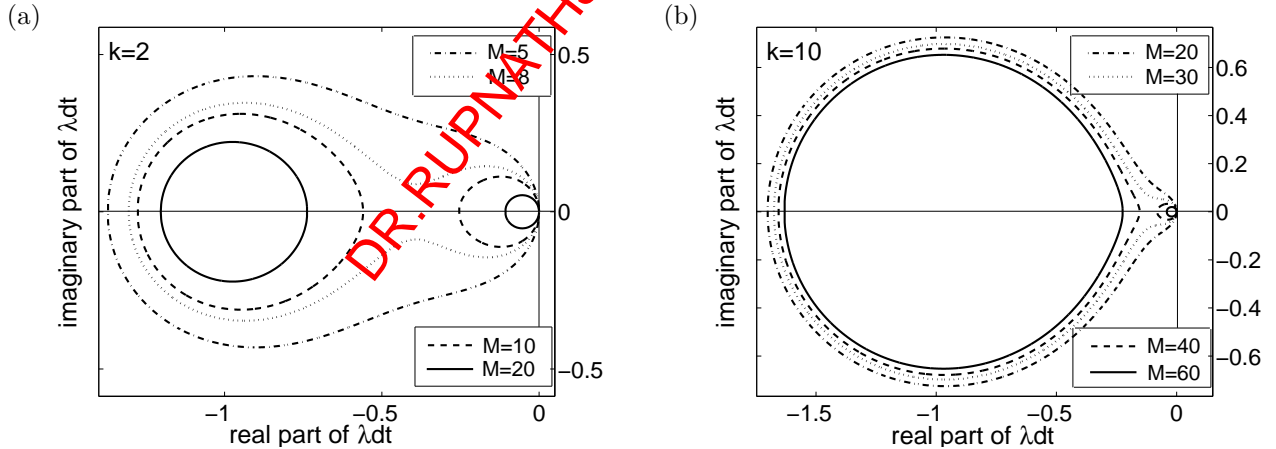 (a)
k=2
M=5
M=8
0.5
0
-0.5
M=10
M=20
imaginary part of λdt
−1
−0.5
0
real part of λdt
DR.RUPNATHJ
(b)
k=10
M=20
M=30
0.6
0.4
0.2
0
-0.2
-0.4
-0.6
M=40
M=60
imaginary part of λdt
−1.5
−1
−0.5
0
real part of λdt